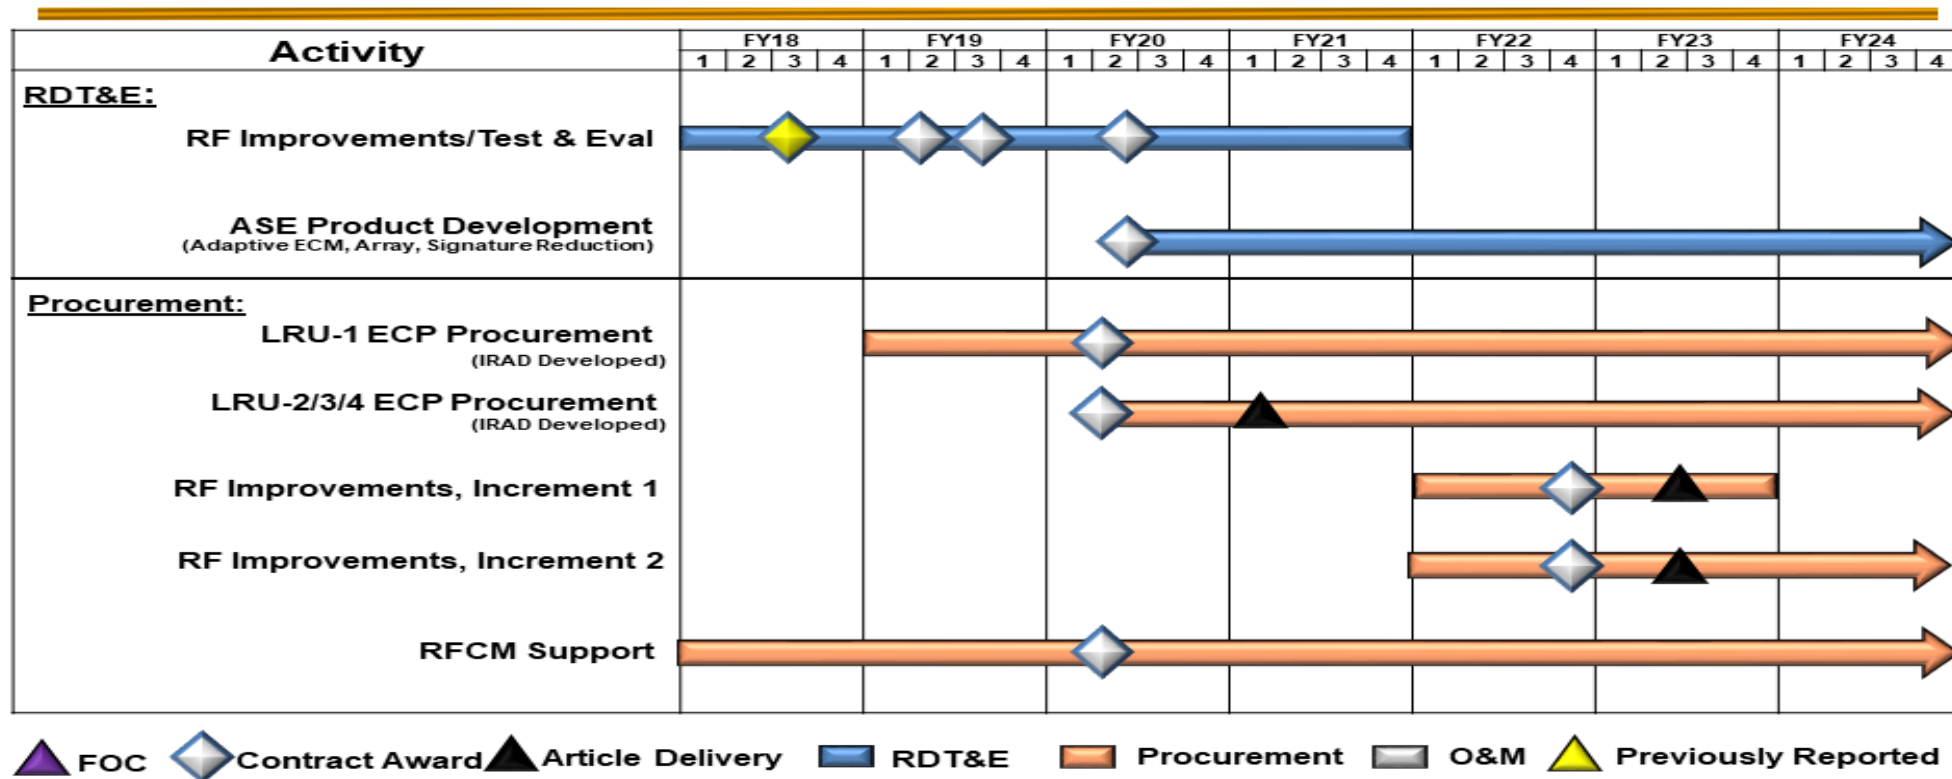 Activity
FY18 FY19 FY20 FY21 FY22 FY23 FY24
1 2 3 4 1 2 3 4 1 2 3 4 1 2 3 4 1 2 3 4 1 2 3 4 1 2 3 4
RDT&E:
RF Improvements/Test & Eval
ASE Product Development
(Adaptive ECM, Array, Signature Reduction)
Procurement:
LRU-1 ECP Procurement
(IRAD Developed)
LRU-2/3/4 ECP Procurement
(IRAD Developed)
RF Improvements, Increment 1
RF Improvements, Increment 2
RFCM Support
FOC Contract Award Article Delivery RDT&E Procurement O&M Previously Reported